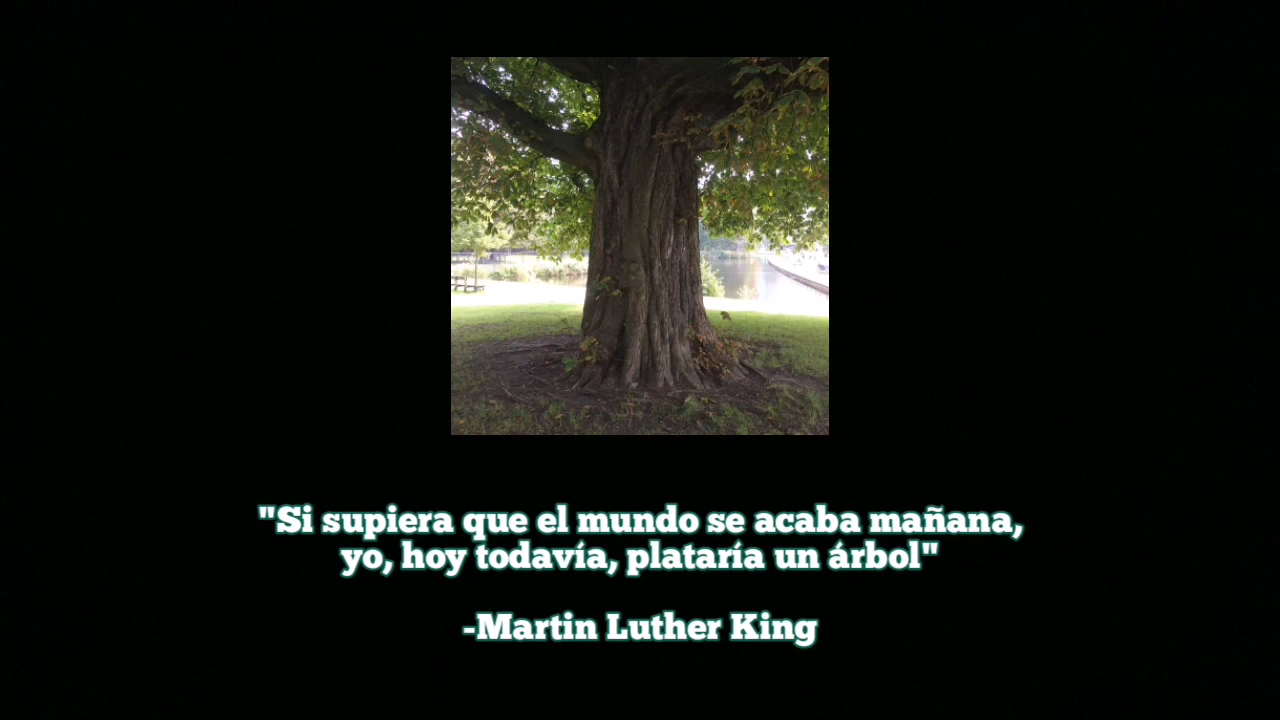 "Si supiera que el mundo se acaba mañana,
yo, hoy todavía, plataría un árbol"
-Martin Luther King